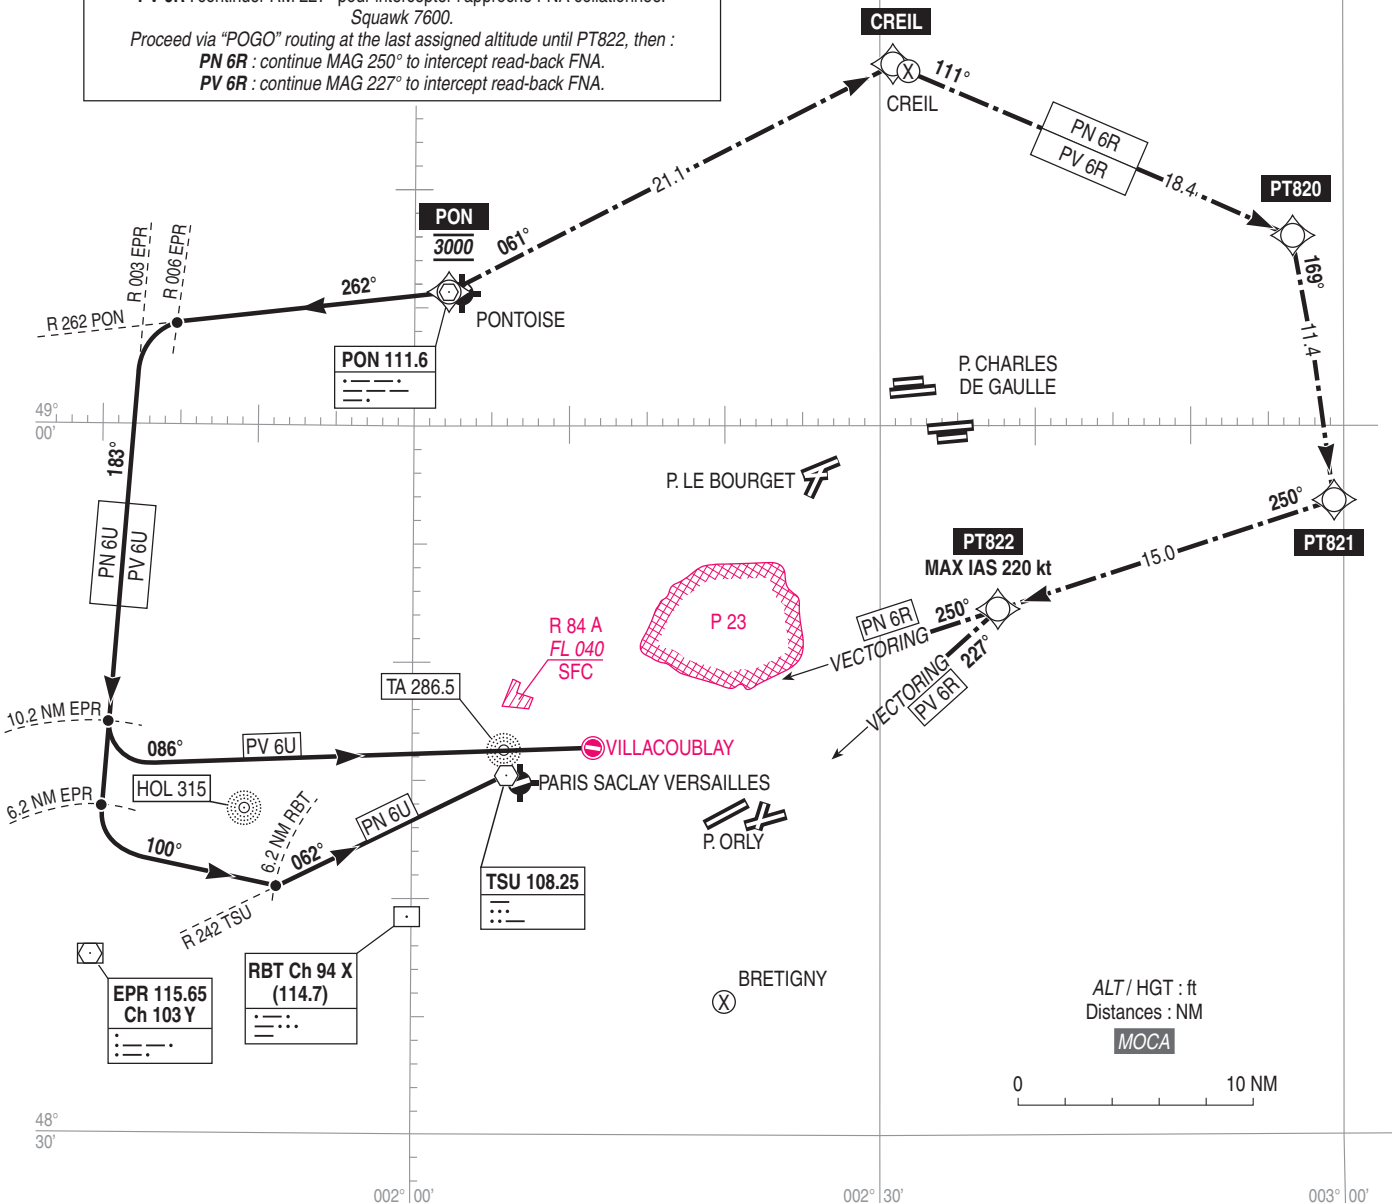 Squawk 7600.
Proceed via “POGO” routing at the last assigned altitude until PT822, then :
PN 6R : continue MAG 250° to intercept read-back FNA.
PV 6R : continue MAG 227° to intercept read-back FNA.
CREIL
111°
CREIL
PN 6R
PV 6R
21.1
18.4
PT820
PON
3000
061°
R 003 EPR
R 006 EPR
262°
169°
R 262 PON
PONTOISE
11.4
PON 111.6
P. CHARLES
DE GAULLE
49°
00’
183°
P. LE BOURGET
250°
PN 6U
PV 6U
PT822
MAX IAS 220 kt
PT821
15.0
P 23
PN 6R
250°
R 84 A
FL 040
SFC
VECTORING
227°
VECTORING
PV 6R
TA 286.5
10.2 NM EPR
086°
PV 6U
VILLACOUBLAY
HOL 315
PARIS SACLAY VERSAILLES
6.2 NM EPR
6.2 NM RBT
PN 6U
100°
062°
P. ORLY
TSU 108.25
R 242 TSU
RBT Ch 94 X
(114.7)
BRETIGNY
EPR 115.65
Ch 103 Y
ALT / HGT : ft
Distances : NM
MOCA
0
10 NM
48°
30’
002° 00’
002° 30’
003° 00’